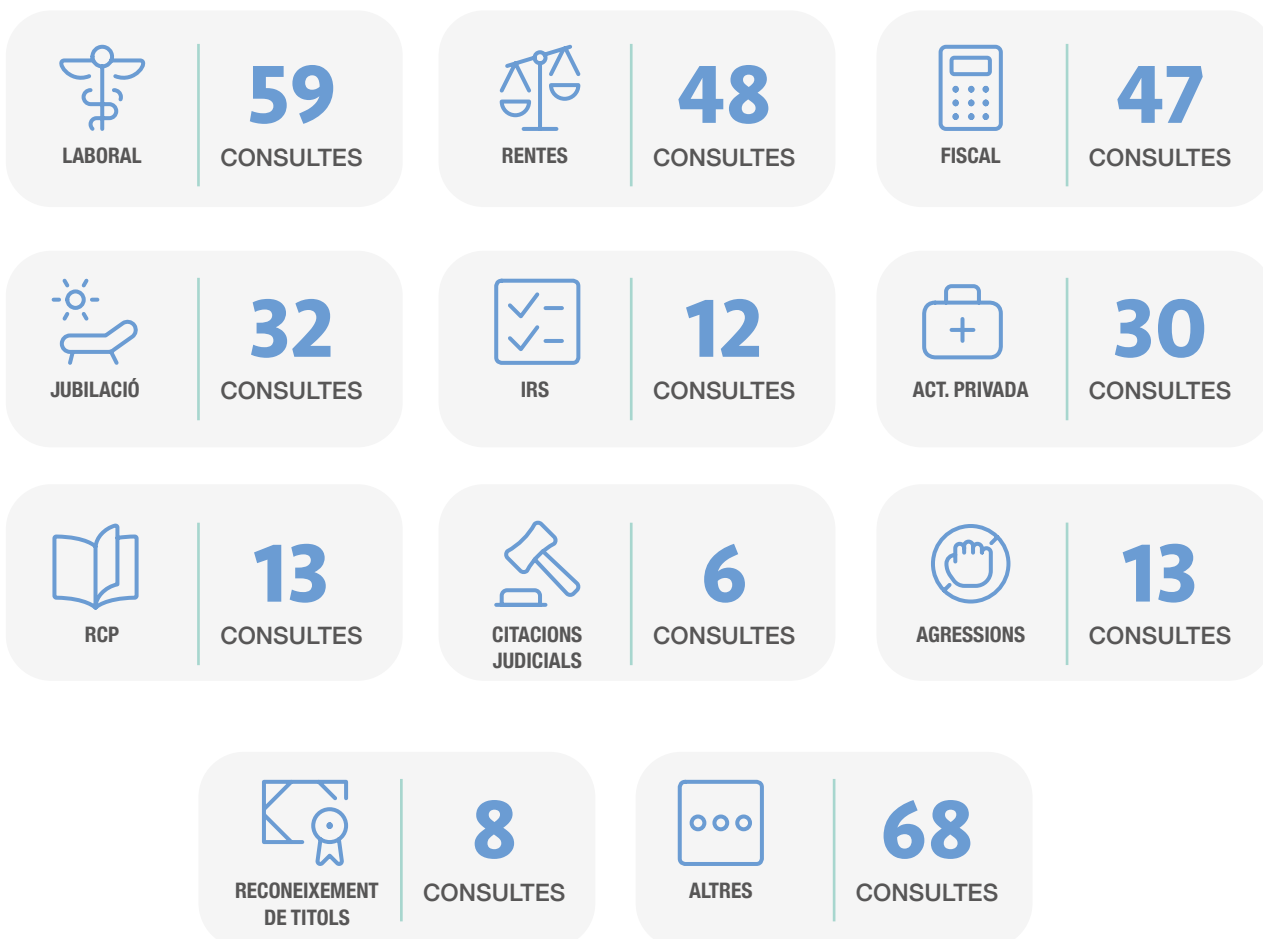 59
LABORAL
CONSULTES
48
RENTES
CONSULTES
47
FISCAL
CONSULTES
32
JUBILACIÓ
CONSULTES
12
IRS
CONSULTES
30
ACT. PRIVADA
CONSULTES
13
RCP
CONSULTES
6
CITACIONS
JUDICIALS
CONSULTES
13
AGRESSIONS
CONSULTES
8
RECONEIXEMENT
DE TITOLS
CONSULTES
68
ALTRES
CONSULTES